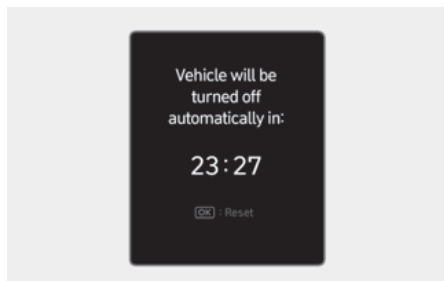 Vehicle will be
turned off
automatically in:
23:27
OK : Reset